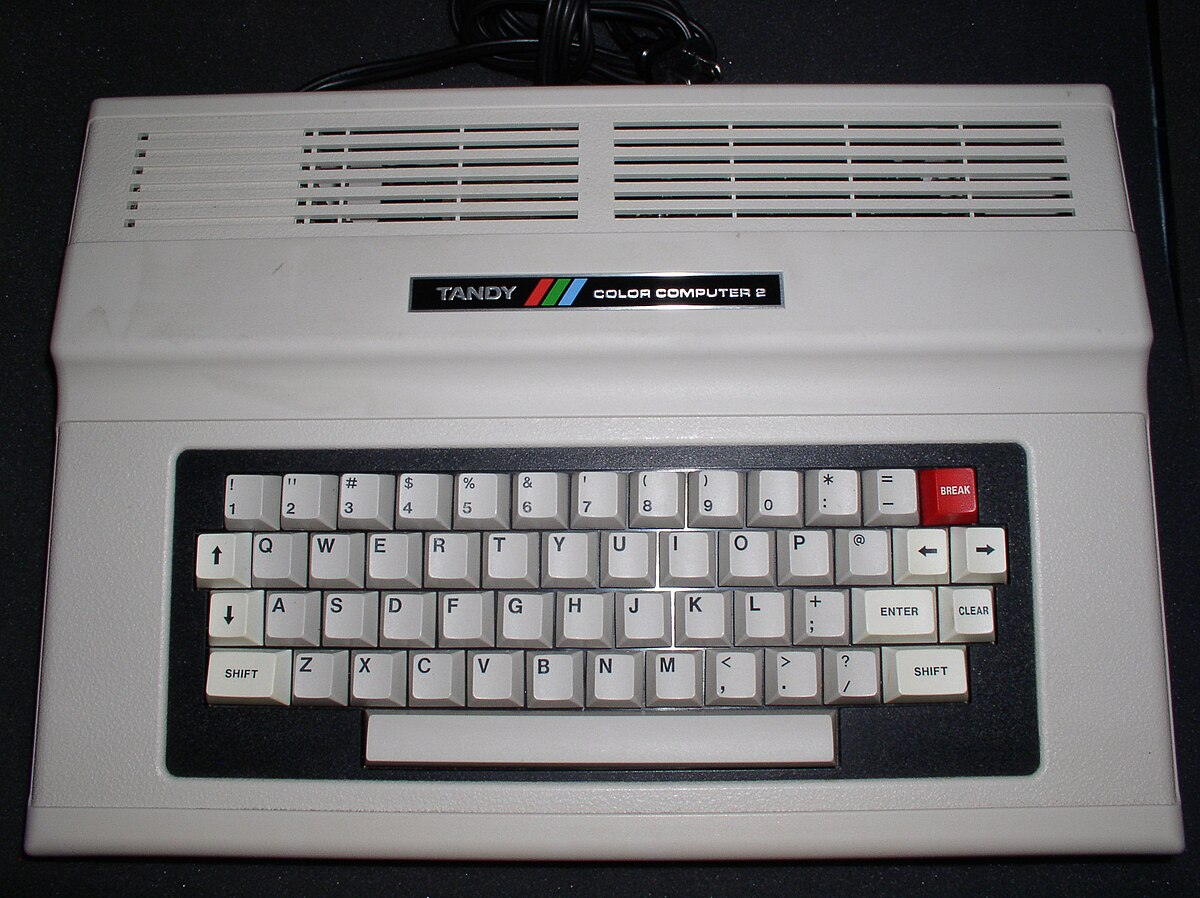 TANDY COLOR COMPUTER 2
! " # $ % & ' ( ) * =
1 2 3 4 5 6 7 8 9 0 : - BREAK
↑ Q W E R T Y U I O P @ ← →
↓ A S D F G H J K L + ; ENTER CLEAR
SHIFT Z X C V B N M < , > . ? / SHIFT